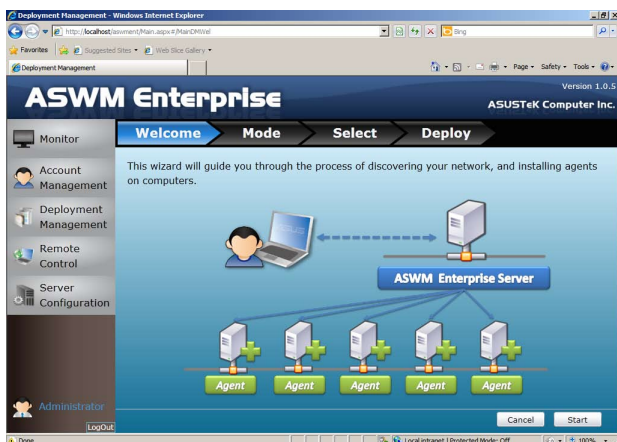 Deployment Management - Windows Internet Explorer
http://localhost/aswment/Main.aspx#/MainDMWel
Bing
Favorites
Suggested Sites
Web Slice Gallery
Deployment Management
Page
Safety
Tools
Version 1.0.5
ASWM Enterprise
ASUSTeK Computer Inc.
Monitor
Account
Management
Deployment
Management
Remote
Control
Server
Configuration
Administrator
LogOut
Welcome
Mode
Select
Deploy
This wizard will guide you through the process of discovering your network, and installing agents
on computers.
ASWM Enterprise Server
Agent
Agent
Agent
Agent
Agent
Cancel
Start
Done
Local intranet | Protected Mode: Off
100%